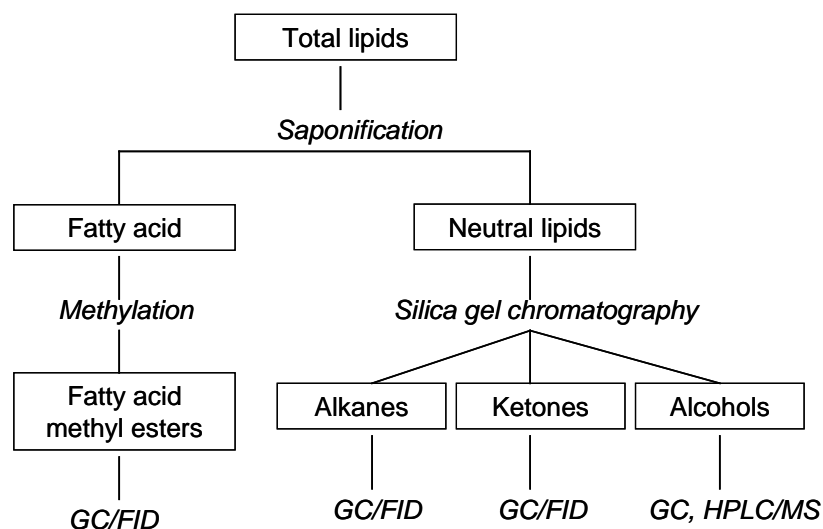 Total lipids
Saponification
Fatty acid
Neutral lipids
Methylation
Silica gel chromatography
Fatty acid
methyl esters
Alkanes
Ketones
Alcohols
GC/FID
GC/FID
GC/FID
GC, HPLC/MS